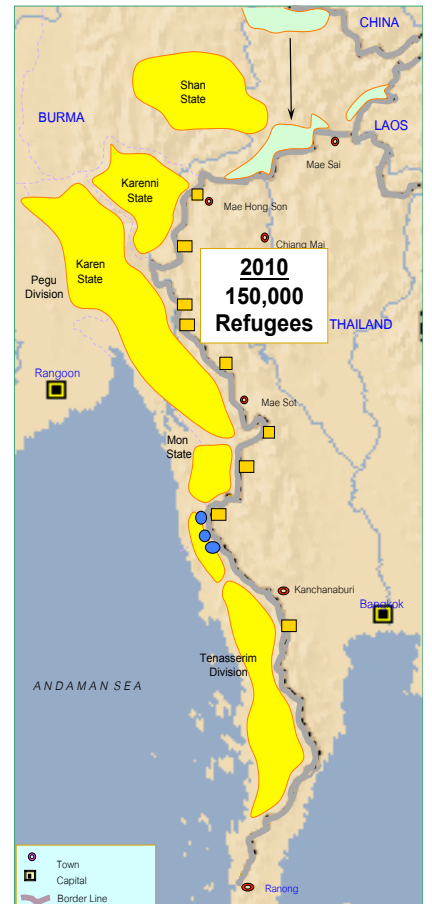 CHINA
Shan
State
BURMA
LAOS
Mae Sai
Karenni
State
Mae Hong Son
Chiang Mai
Karen
State
2010
150,000
Refugees
Pegu
Division
THAILAND
Rangoon
Mae Sot
Mon
State
Kanchanaburi
Bangkok
Tenasserim
Division
ANDAMAN SEA
Town
Capital
Border Line
Ranong